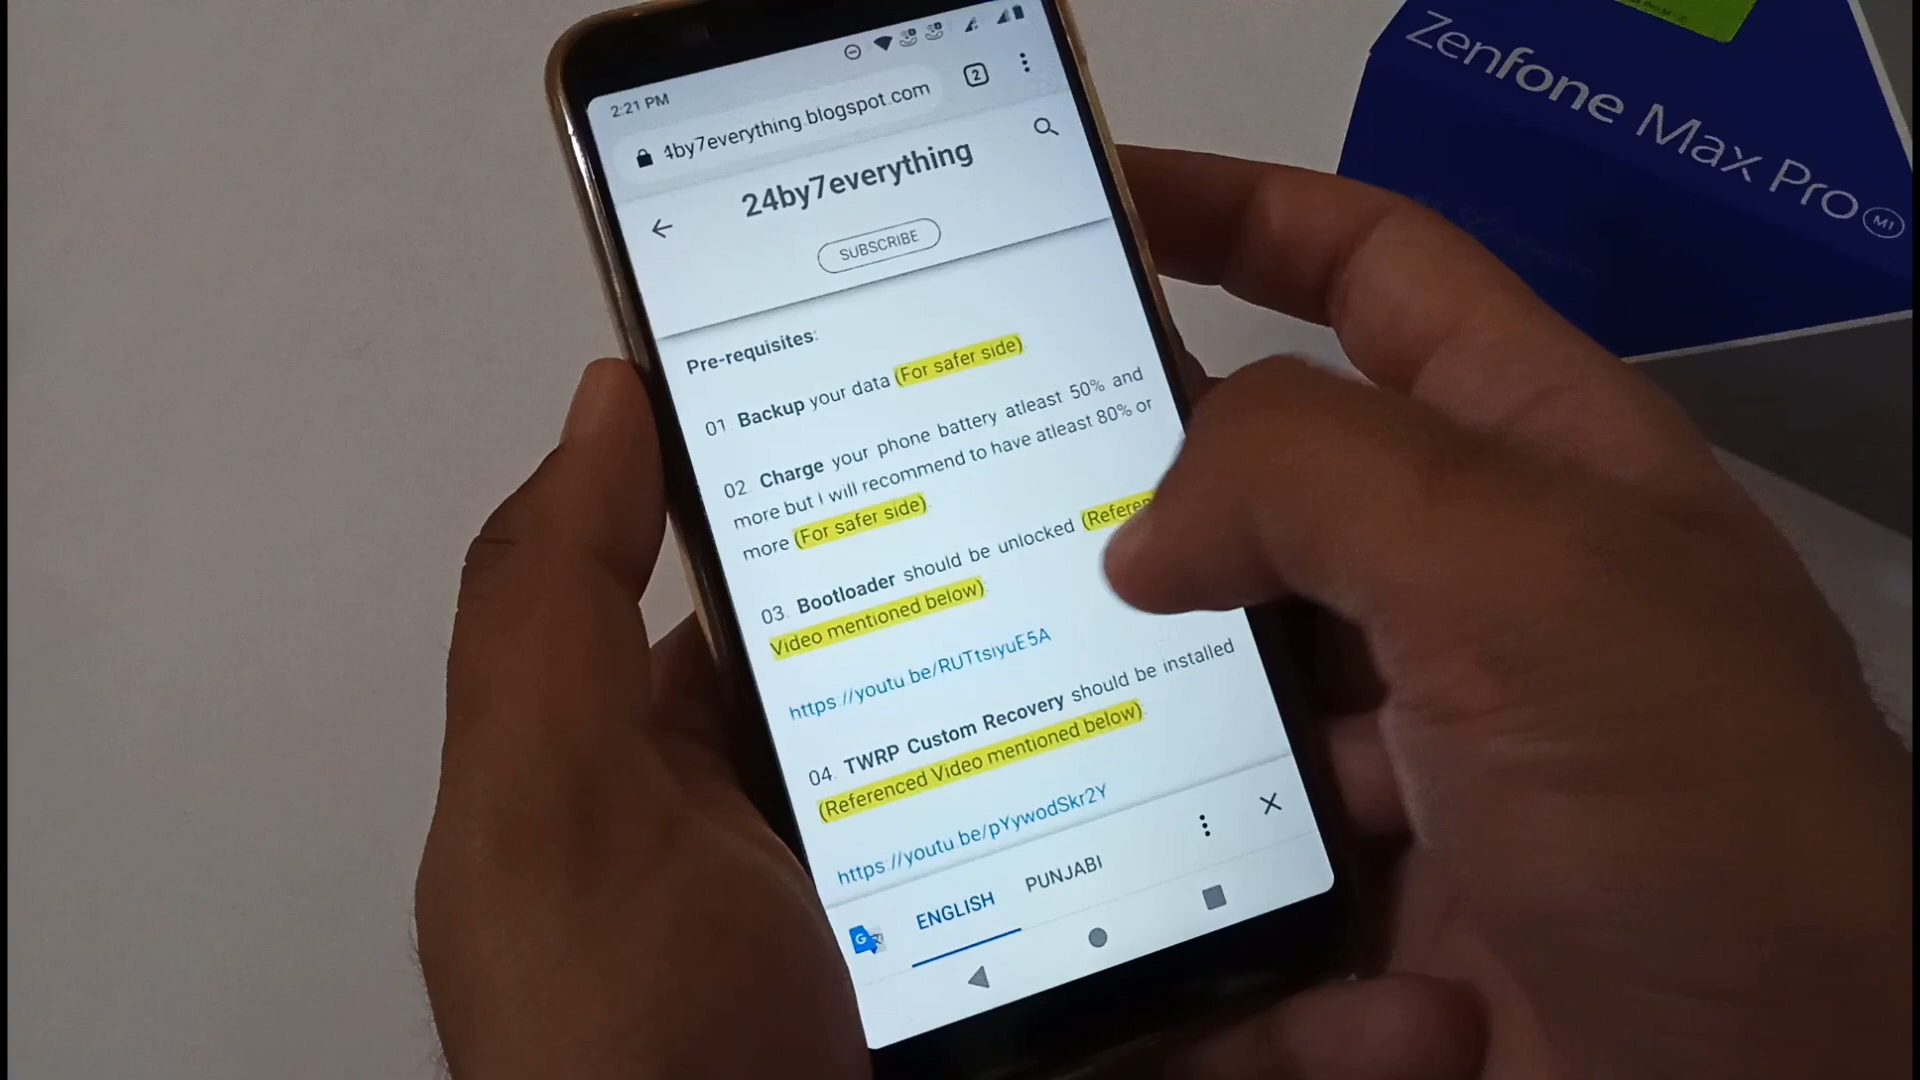 2:21 PM
4by7everything.blogspot.com
2
24by7everything
SUBSCRIBE
Pre-requisites:
01. Backup your data (For safer side).
02. Charge your phone battery atleast 50% and
more but I will recommend to have atleast 80% or
more (For safer side).
03. Bootloader should be unlocked (Referen
Video mentioned below).
https://youtu.be/RUTtsiyuE5A
04. TWRP Custom Recovery should be installed
(Referenced Video mentioned below).
https://youtu.be/pYywodSkr2Y
ENGLISH
PUNJABI
Zenfone Max Pro M1